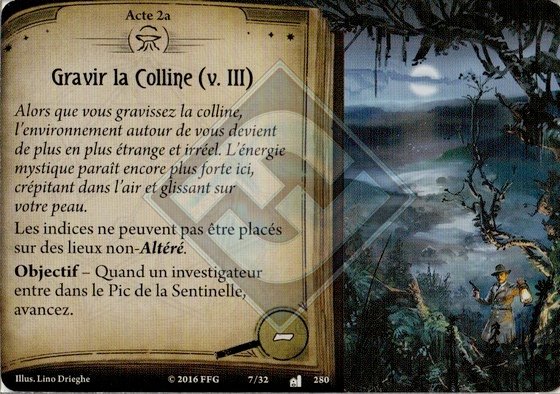 Acte 2a
Gravir la Colline (v. III)
Alors que vous gravissez la colline,
l'environnement autour de vous devient
de plus en plus étrange et irréel. L'énergie
mystique paraît encore plus forte ici,
crépitant dans l'air et glissant sur
votre peau.
Les indices ne peuvent pas être placés
sur des lieux non-Altéré.
Objectif – Quand un investigateur
entre dans le Pic de la Sentinelle,
avancez.
–
Illus. Lino Drieghe © 2016 FFG 7/32 280